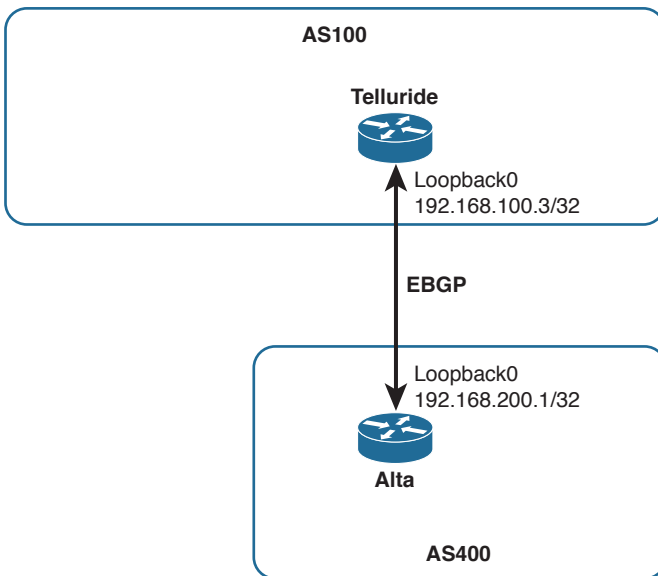 AS100
Telluride
Loopback0
192.168.100.3/32
EBGP
Loopback0
192.168.200.1/32
Alta
AS400